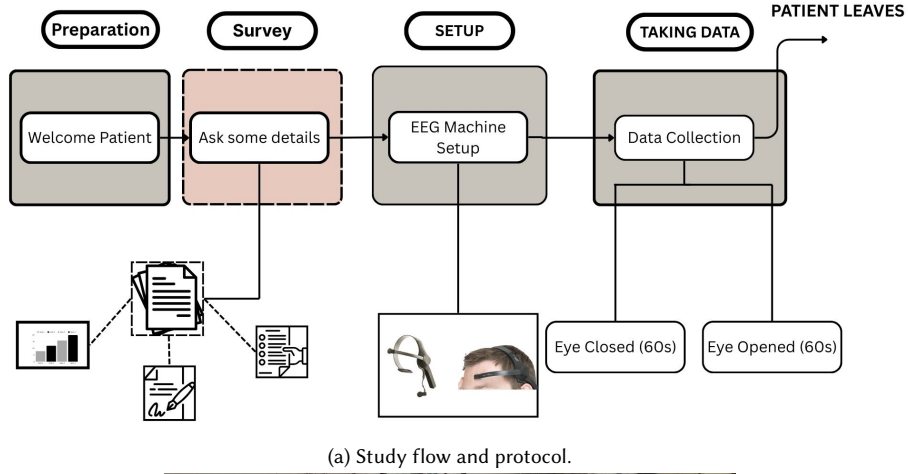 PATIENT LEAVES
Preparation
Survey
SETUP
TAKING DATA
Welcome Patient
Ask some details
EEG Machine
Setup
Data Collection
Eye Closed (60s)
Eye Opened (60s)
(a) Study flow and protocol.